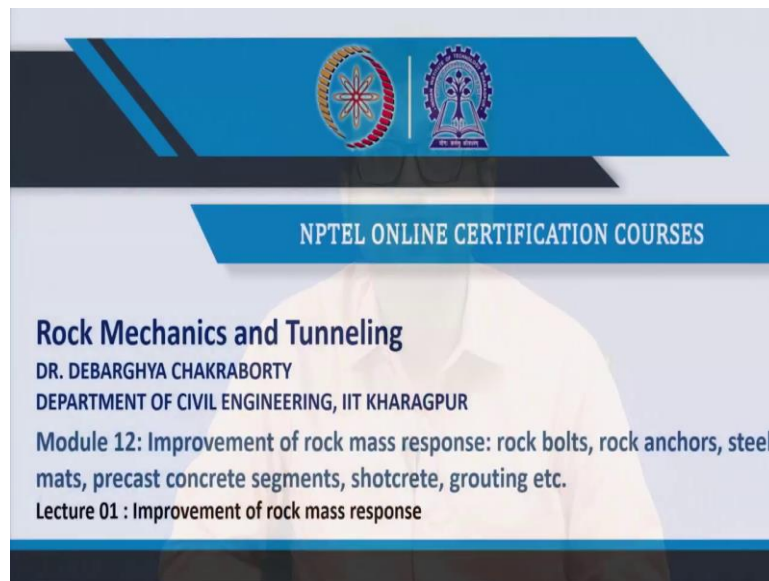 NPTEL ONLINE CERTIFICATION COURSES
Rock Mechanics and Tunneling
DR. DEBARGHYA CHAKRABORTY
DEPARTMENT OF CIVIL ENGINEERING, IIT KHARAGPUR
Module 12: Improvement of rock mass response: rock bolts, rock anchors, steel
mats, precast concrete segments, shotcrete, grouting etc.
Lecture 01 : Improvement of rock mass response